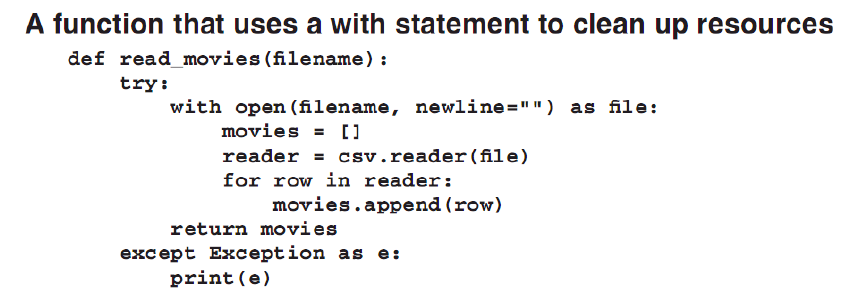 A function that uses a with statement to clean up resources
def read_movies(filename):
    try:
        with open(filename, newline="") as file:
            movies = []
            reader = csv.reader(file)
            for row in reader:
                movies.append(row)
        return movies
    except Exception as e:
        print(e)